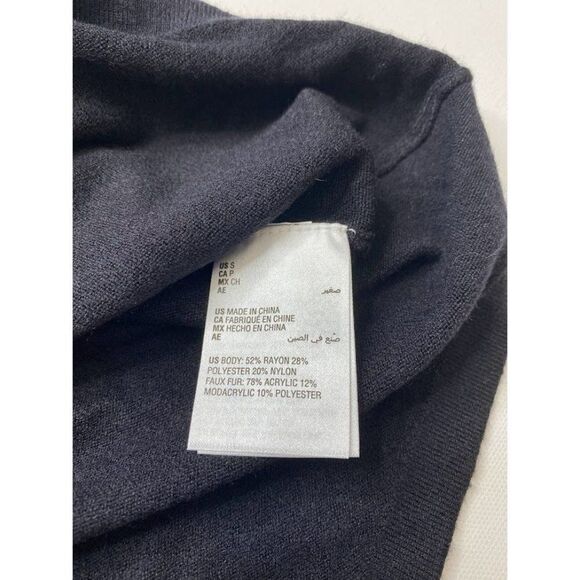 US S
CA P
MX CH
AE صغير
US MADE IN CHINA
CA FABRIQUÉ EN CHINE
MX HECHO EN CHINA
AE صُنع في الصين
US BODY: 52% RAYON 28%
POLYESTER 20% NYLON
FAUX FUR: 78% ACRYLIC 12%
MODACRYLIC 10% POLYESTER